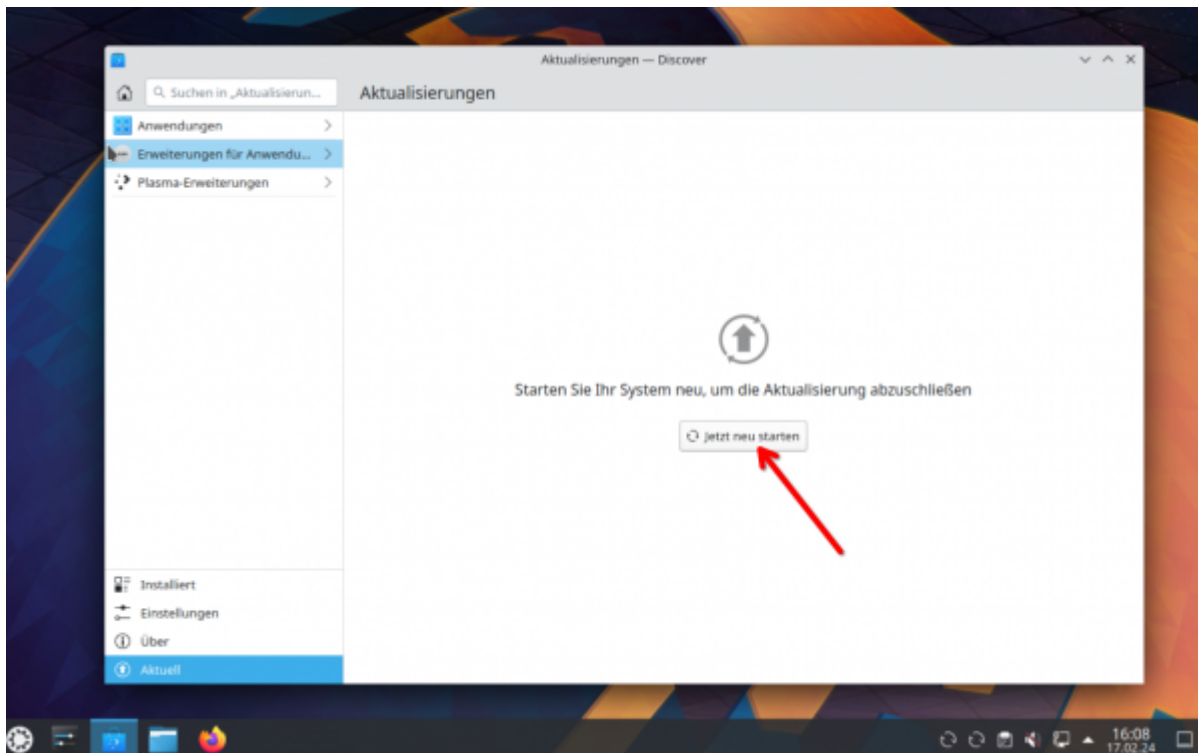 Aktualisierungen — Discover
Suchen in „Aktualisierun...
Aktualisierungen
Anwendungen
Erweiterungen für Anwendu...
Plasma-Erweiterungen
Starten Sie Ihr System neu, um die Aktualisierung abzuschließen
Jetzt neu starten
Installiert
Einstellungen
Über
Aktuell
16:08
17.02.24